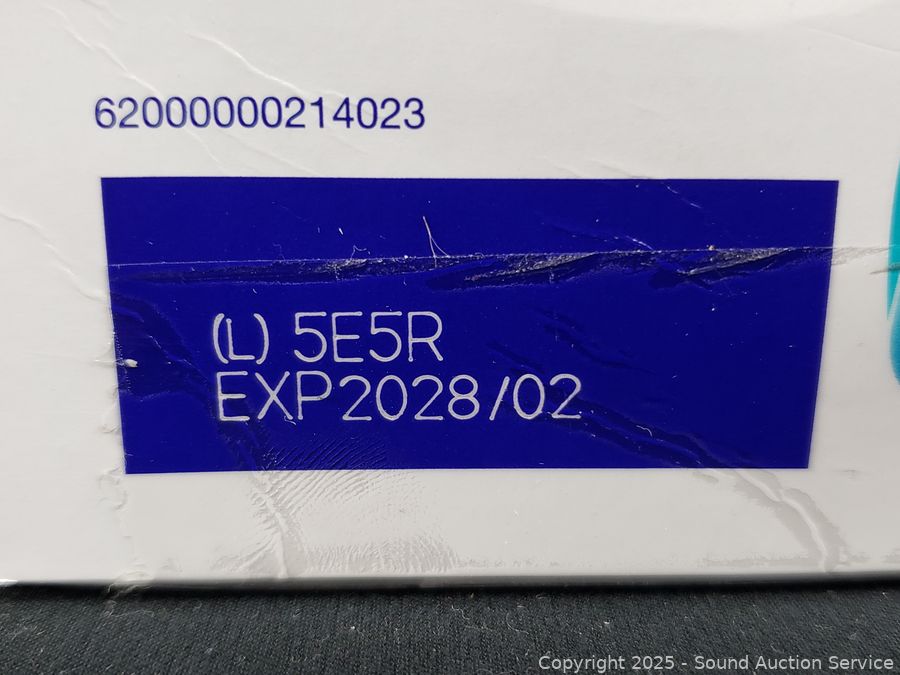 62000000214023
(L) 5E5R
EXP2028/02
Copyright 2025 - Sound Auction Service